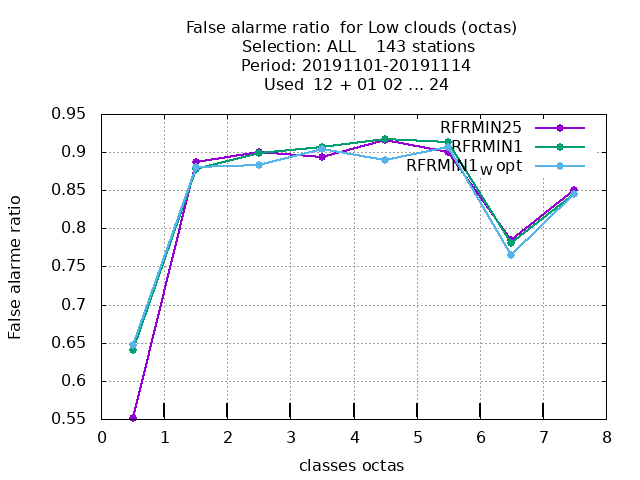 False alarme ratio  for Low clouds (octas)
Selection: ALL    143 stations
Period: 20191101-20191114
Used  12 + 01 02 ... 24
0.95
0.9
0.85
0.8
0.75
0.7
0.65
0.6
0.55
False alarme ratio
RFRMIN25
RFRMIN1
RFRMIN1w opt
0 1 2 3 4 5 6 7 8
classes octas